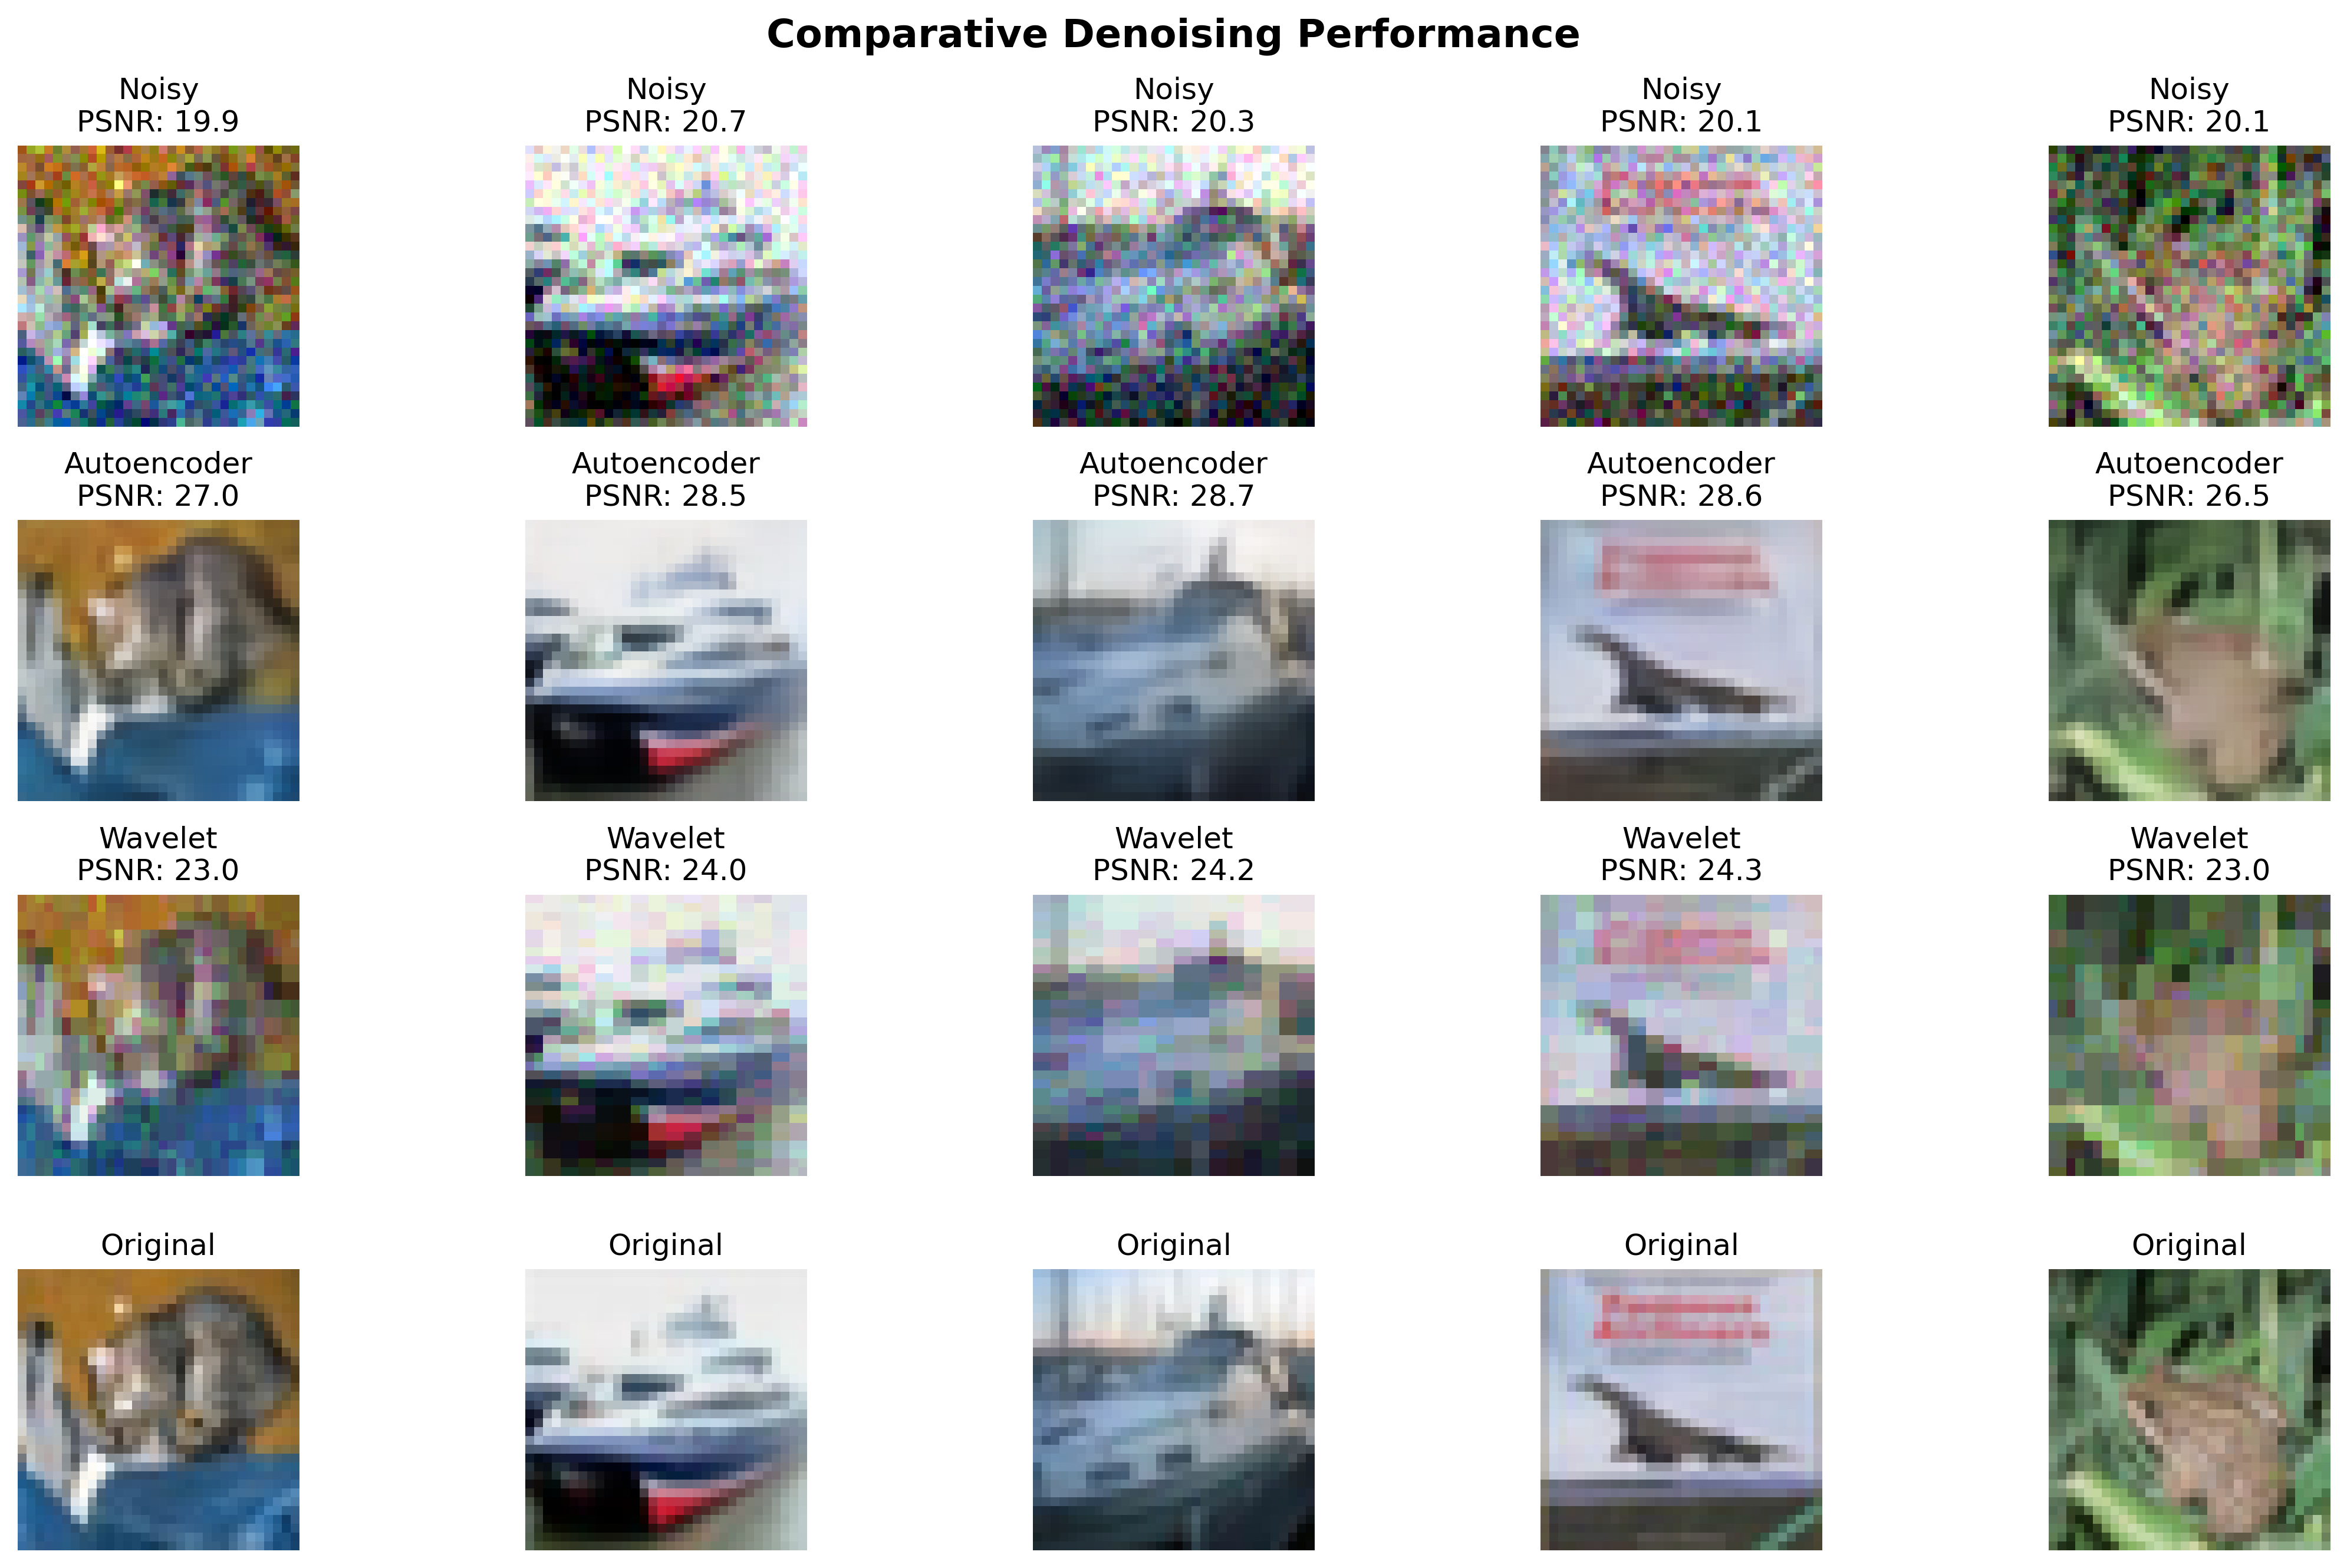 Comparative Denoising Performance
Noisy
PSNR: 19.9
Noisy
PSNR: 20.7
Noisy
PSNR: 20.3
Noisy
PSNR: 20.1
Noisy
PSNR: 20.1
Autoencoder
PSNR: 27.0
Autoencoder
PSNR: 28.5
Autoencoder
PSNR: 28.7
Autoencoder
PSNR: 28.6
Autoencoder
PSNR: 26.5
Wavelet
PSNR: 23.0
Wavelet
PSNR: 24.0
Wavelet
PSNR: 24.2
Wavelet
PSNR: 24.3
Wavelet
PSNR: 23.0
Original
Original
Original
Original
Original